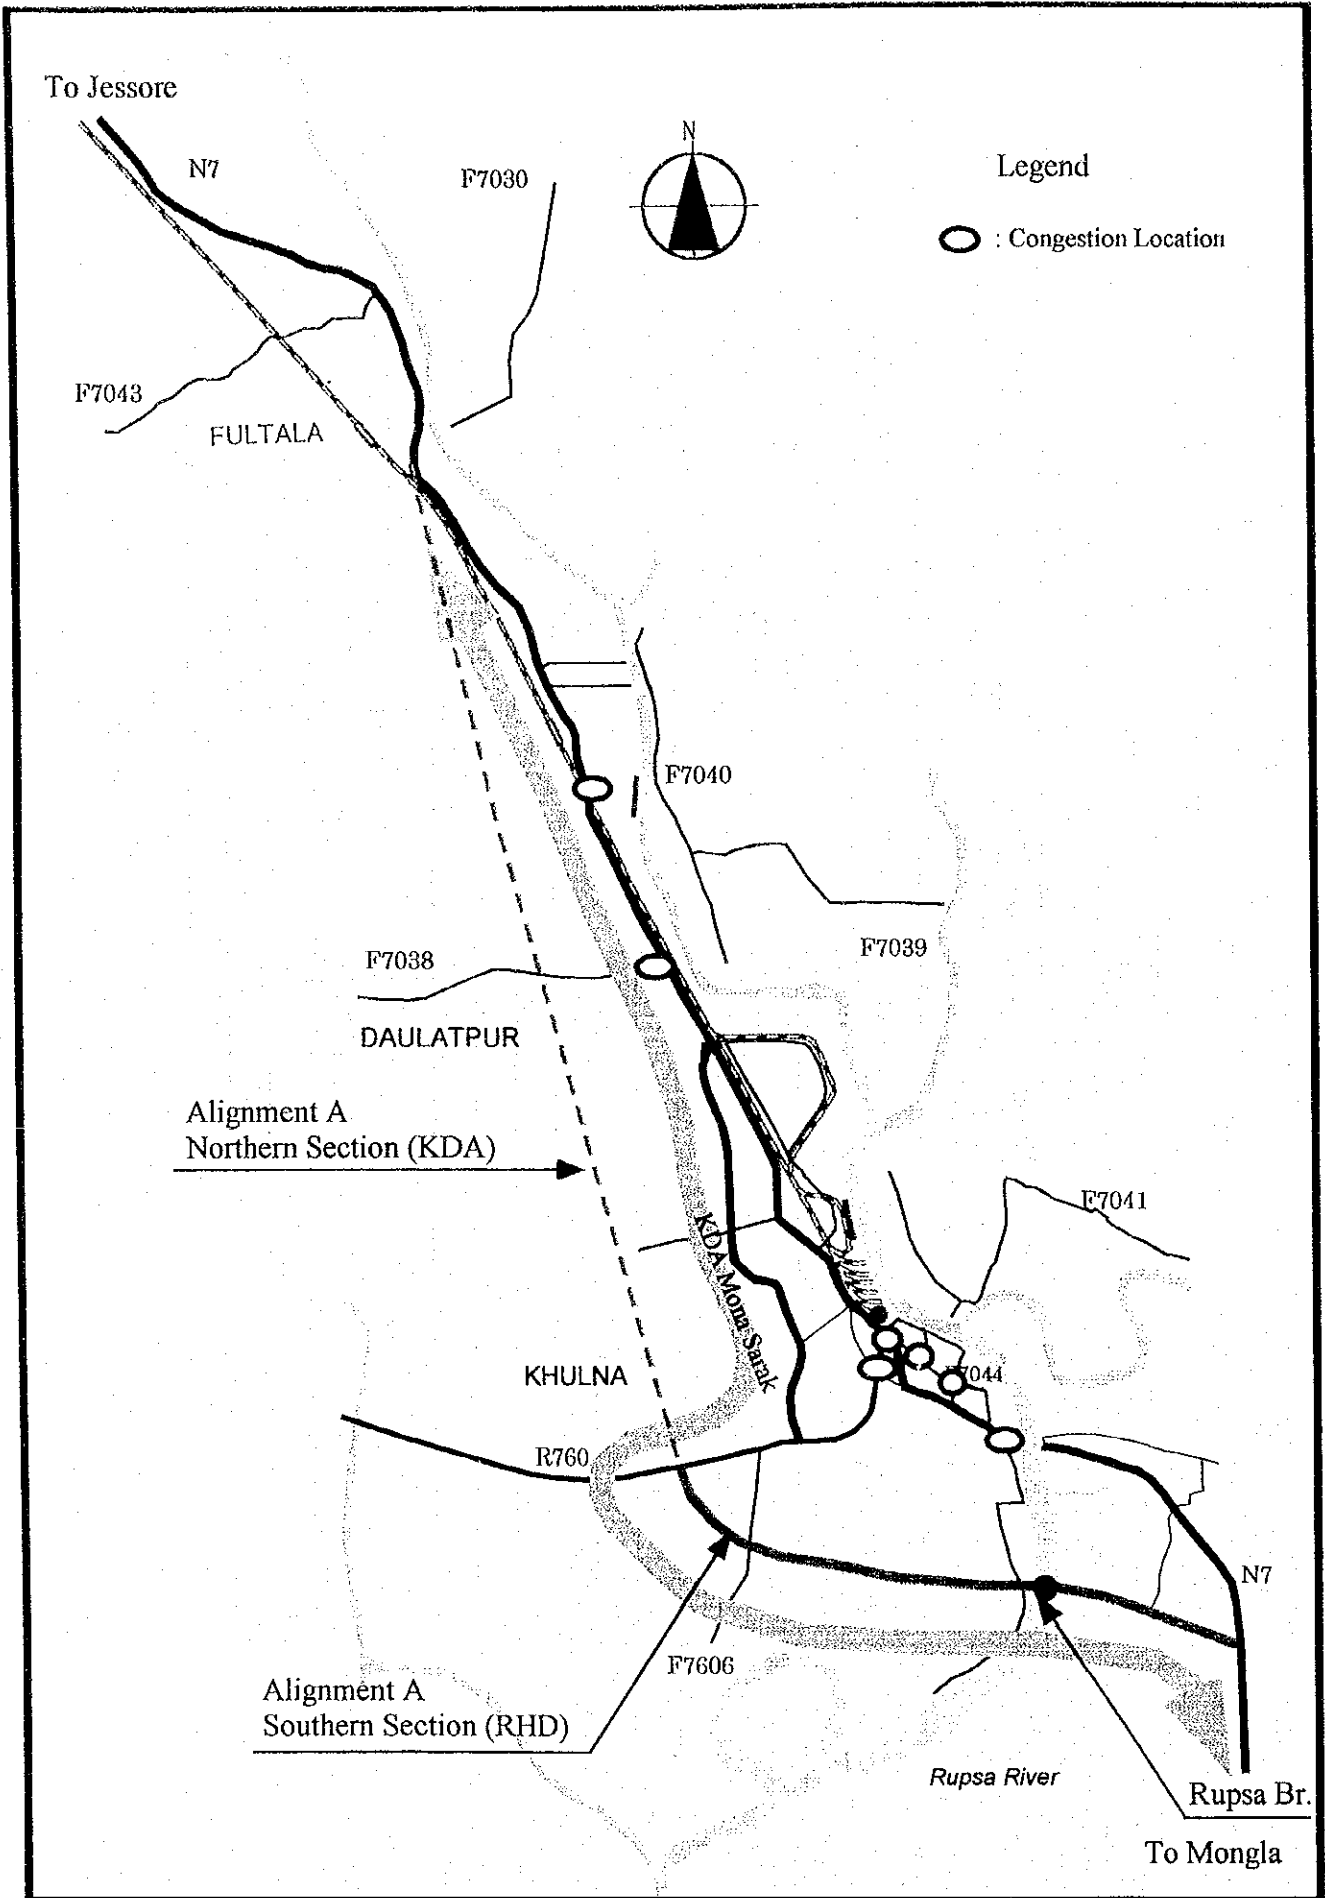 To Jessore
N7
F7030
N
Legend
: Congestion Location
F7043
FULTALA
F7040
F7038
F7039
DAULATPUR
Alignment A
Northern Section (KDA)
F7041
KDA Mona Sarak
KHULNA
7044
R760
N7
F7606
Alignment A
Southern Section (RHD)
Rupsa River
Rupsa Br.
To Mongla